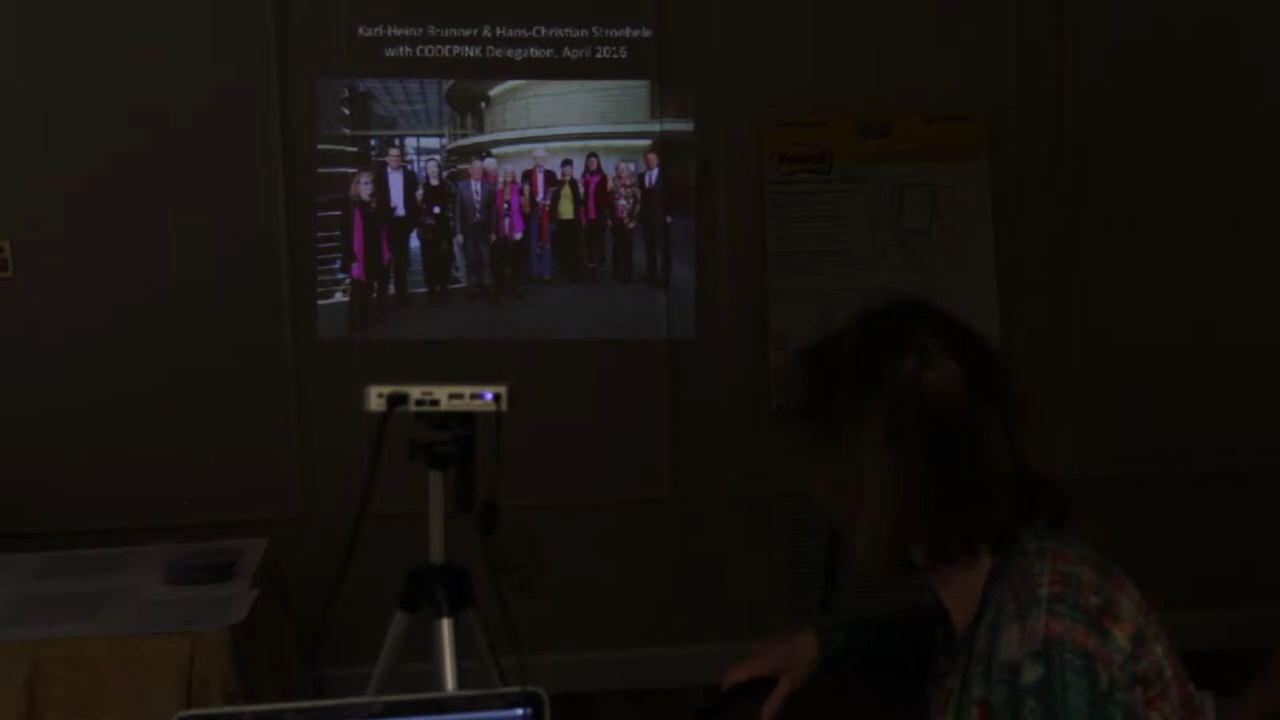 Karl-Heinz Brunner & Hans-Christian Stroebele
with CODEPINK Delegation, April 2016